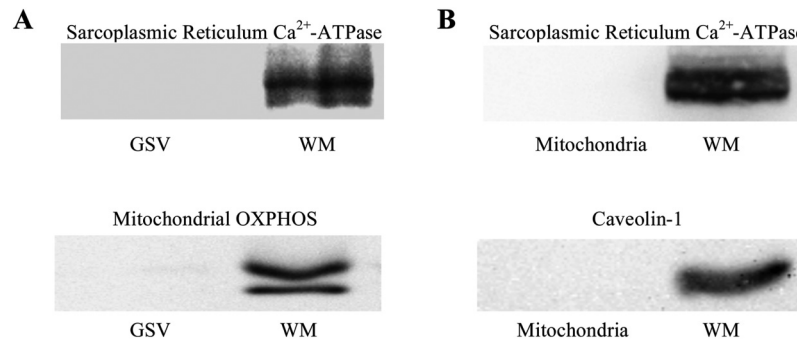 A
Sarcoplasmic Reticulum Ca²⁺-ATPase
GSV WM
Mitochondrial OXPHOS
GSV WM
B
Sarcoplasmic Reticulum Ca²⁺-ATPase
Mitochondria WM
Caveolin-1
Mitochondria WM